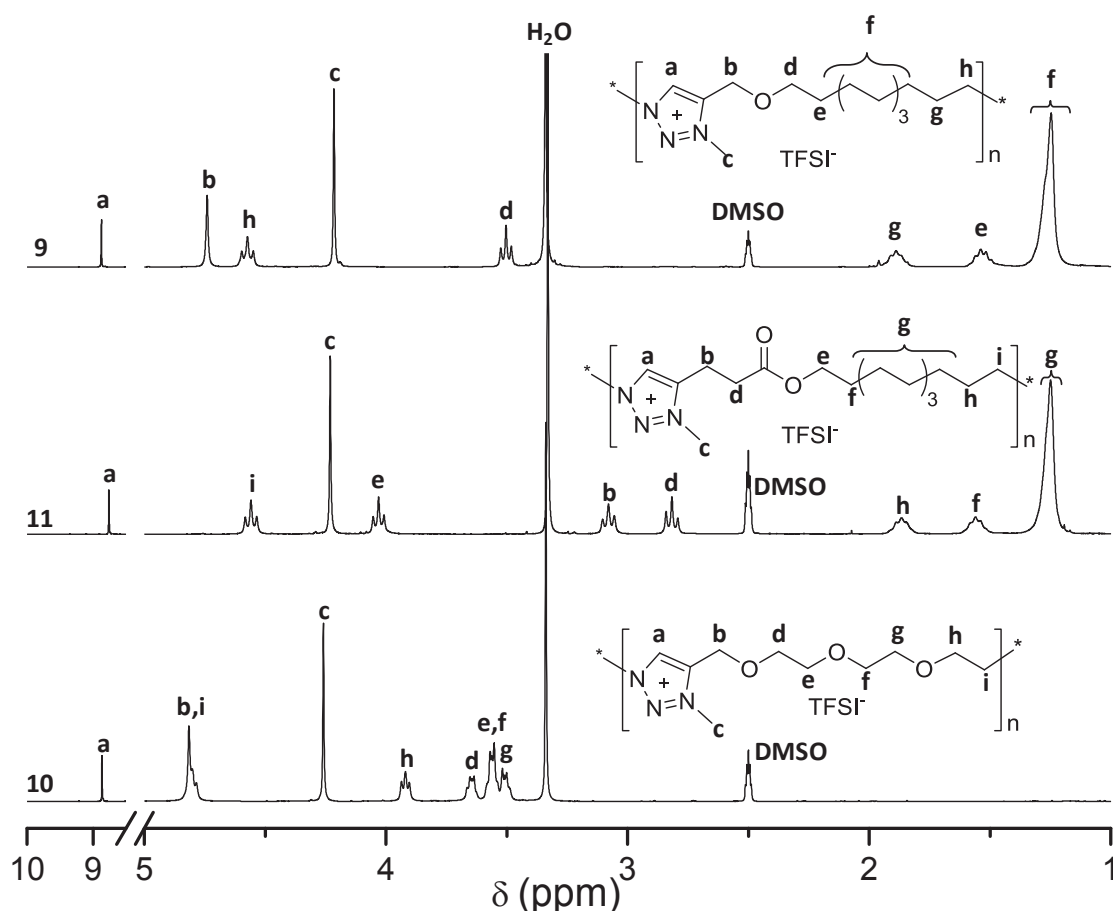 H₂O
f
c
a b d h
* [ O ( ) 3 ] n *
e g
N + N N
c
TFSI⁻
f
b
a h d DMSO g e
9
g
c
O
a b e i
* [ O ( ) 3 ] n *
d f h
N + N N
c
TFSI⁻
g
a i e b d DMSO h f
11
c
a b d g h
* [ O O O ] n *
e f i
N + N N
c
TFSI⁻
b,i e,f
a h d g DMSO
10
10 9 5 4 3 2 1
δ (ppm)